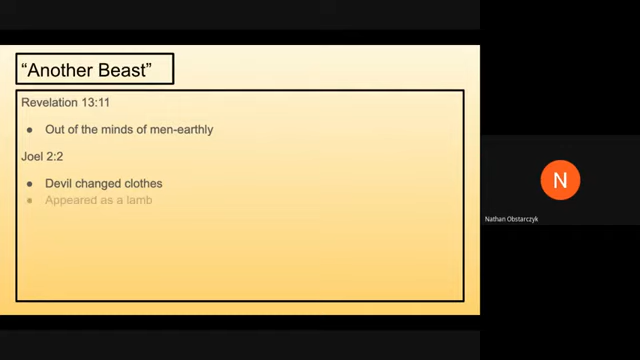 “Another Beast”
Revelation 13:11
● Out of the minds of men-earthly
Joel 2:2
● Devil changed clothes
● Appeared as a lamb
N
Nathan Obstarczyk